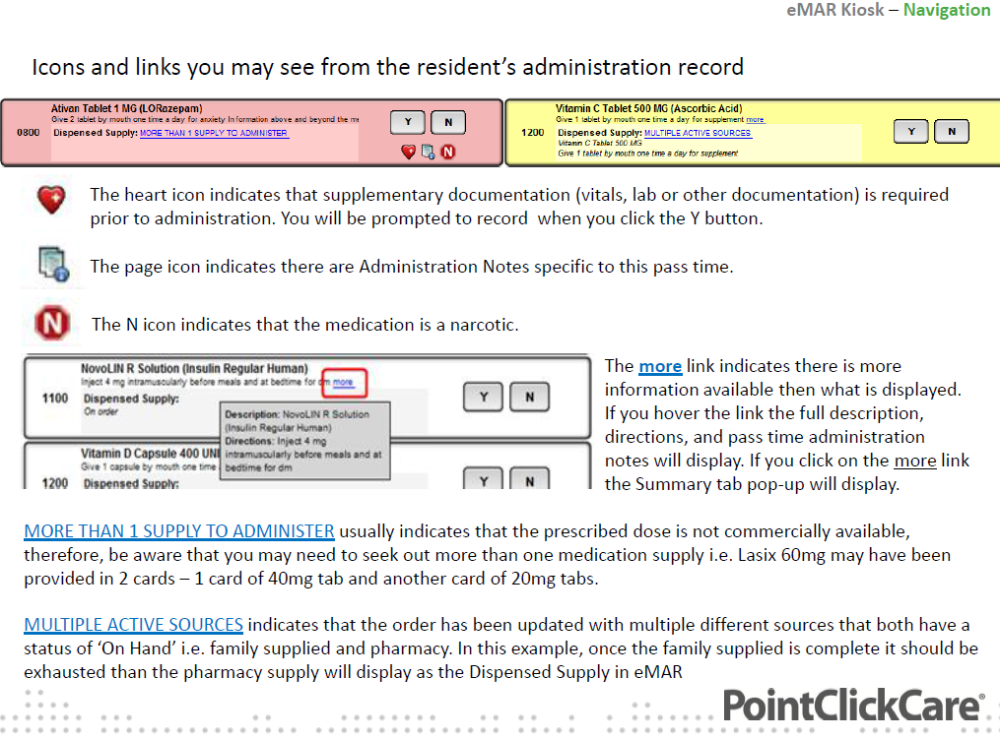 eMAR Kiosk – Navigation
Icons and links you may see from the resident's administration record
Ativan Tablet 1 MG (LORazepam)
Give 2 tablet by mouth one time a day for anxiety Information above and beyond the me
0800 Dispensed Supply: MORE THAN 1 SUPPLY TO ADMINISTER
Y N
N
Vitamin C Tablet 500 MG (Ascorbic Acid)
Give 1 tablet by mouth one time a day for supplement more
1200 Dispensed Supply: MULTIPLE ACTIVE SOURCES
Vitamin C Tablet 500 MG
Give 1 tablet by mouth one time a day for supplement
Y N
The heart icon indicates that supplementary documentation (vitals, lab or other documentation) is required
prior to administration. You will be prompted to record when you click the Y button.
The page icon indicates there are Administration Notes specific to this pass time.
N
The N icon indicates that the medication is a narcotic.
NovoLIN R Solution (Insulin Regular Human)
Inject 4 mg intramuscularly before meals and at bedtime for dm more
1100 Dispensed Supply:
On order
Y N
Description: NovoLIN R Solution
(Insulin Regular Human)
Directions: Inject 4 mg
intramuscularly before meals and at
bedtime for dm
Vitamin D Capsule 400 UNI
Give 1 capsule by mouth one time
1200 Dispensed Supply:
Y N
The more link indicates there is more
information available then what is displayed.
If you hover the link the full description,
directions, and pass time administration
notes will display. If you click on the more link
the Summary tab pop-up will display.
MORE THAN 1 SUPPLY TO ADMINISTER usually indicates that the prescribed dose is not commercially available,
therefore, be aware that you may need to seek out more than one medication supply i.e. Lasix 60mg may have been
provided in 2 cards – 1 card of 40mg tab and another card of 20mg tabs.
MULTIPLE ACTIVE SOURCES indicates that the order has been updated with multiple different sources that both have a
status of 'On Hand' i.e. family supplied and pharmacy. In this example, once the family supplied is complete it should be
exhausted than the pharmacy supply will display as the Dispensed Supply in eMAR
PointClickCare®